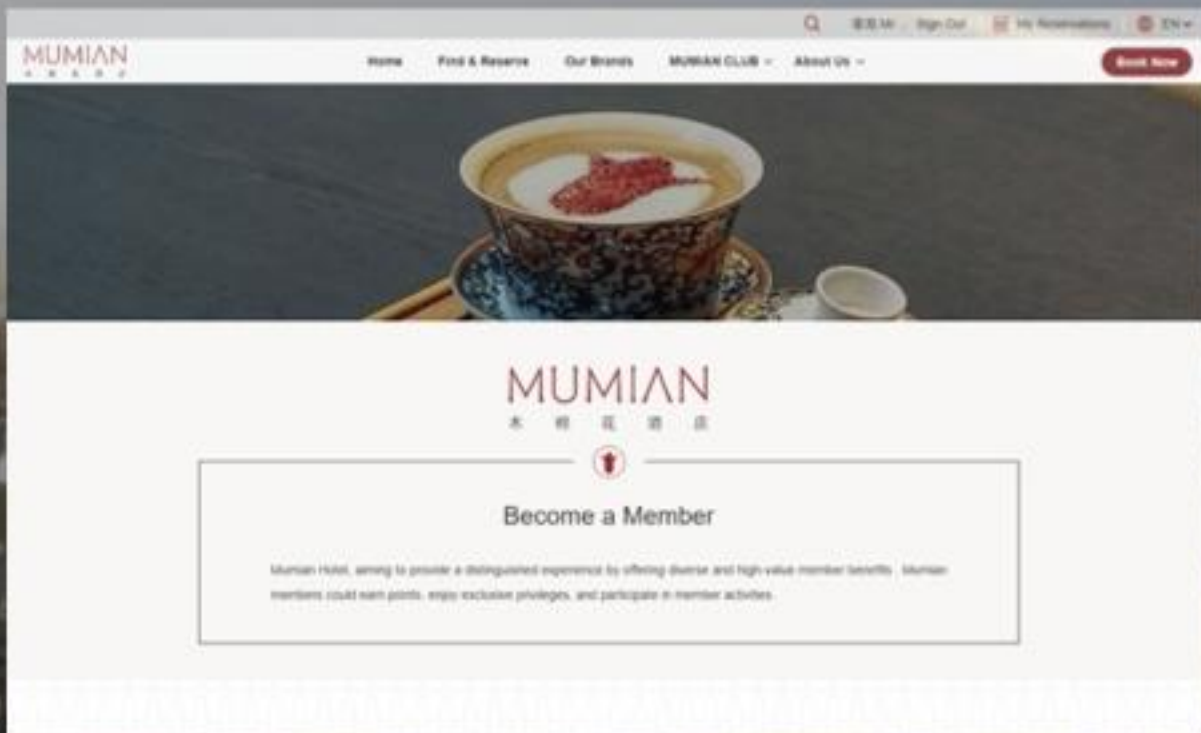 Mr. Sign Out My Reservations EN
MUMIAN
Home Find & Reserve Our Brands MUMIAN CLUB About Us Book Now
MUMIAN
木 棉 花 酒 店
Become a Member
Mumian Hotel, aiming to provide a distinguished experience by offering diverse and high value member benefits . Mumian
members could earn points, enjoy exclusive privileges, and participate in member activities.